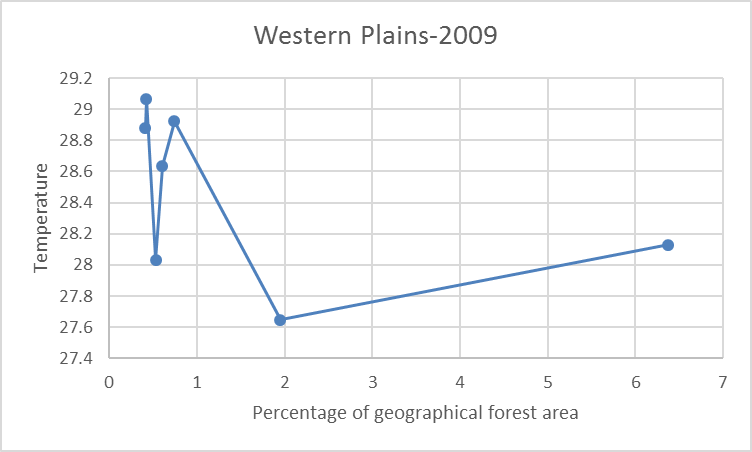 Western Plains-2009
29.2
29
28.8
28.6
28.4
28.2
28
27.8
27.6
27.4
Temperature
0 1 2 3 4 5 6 7
Percentage of geographical forest area